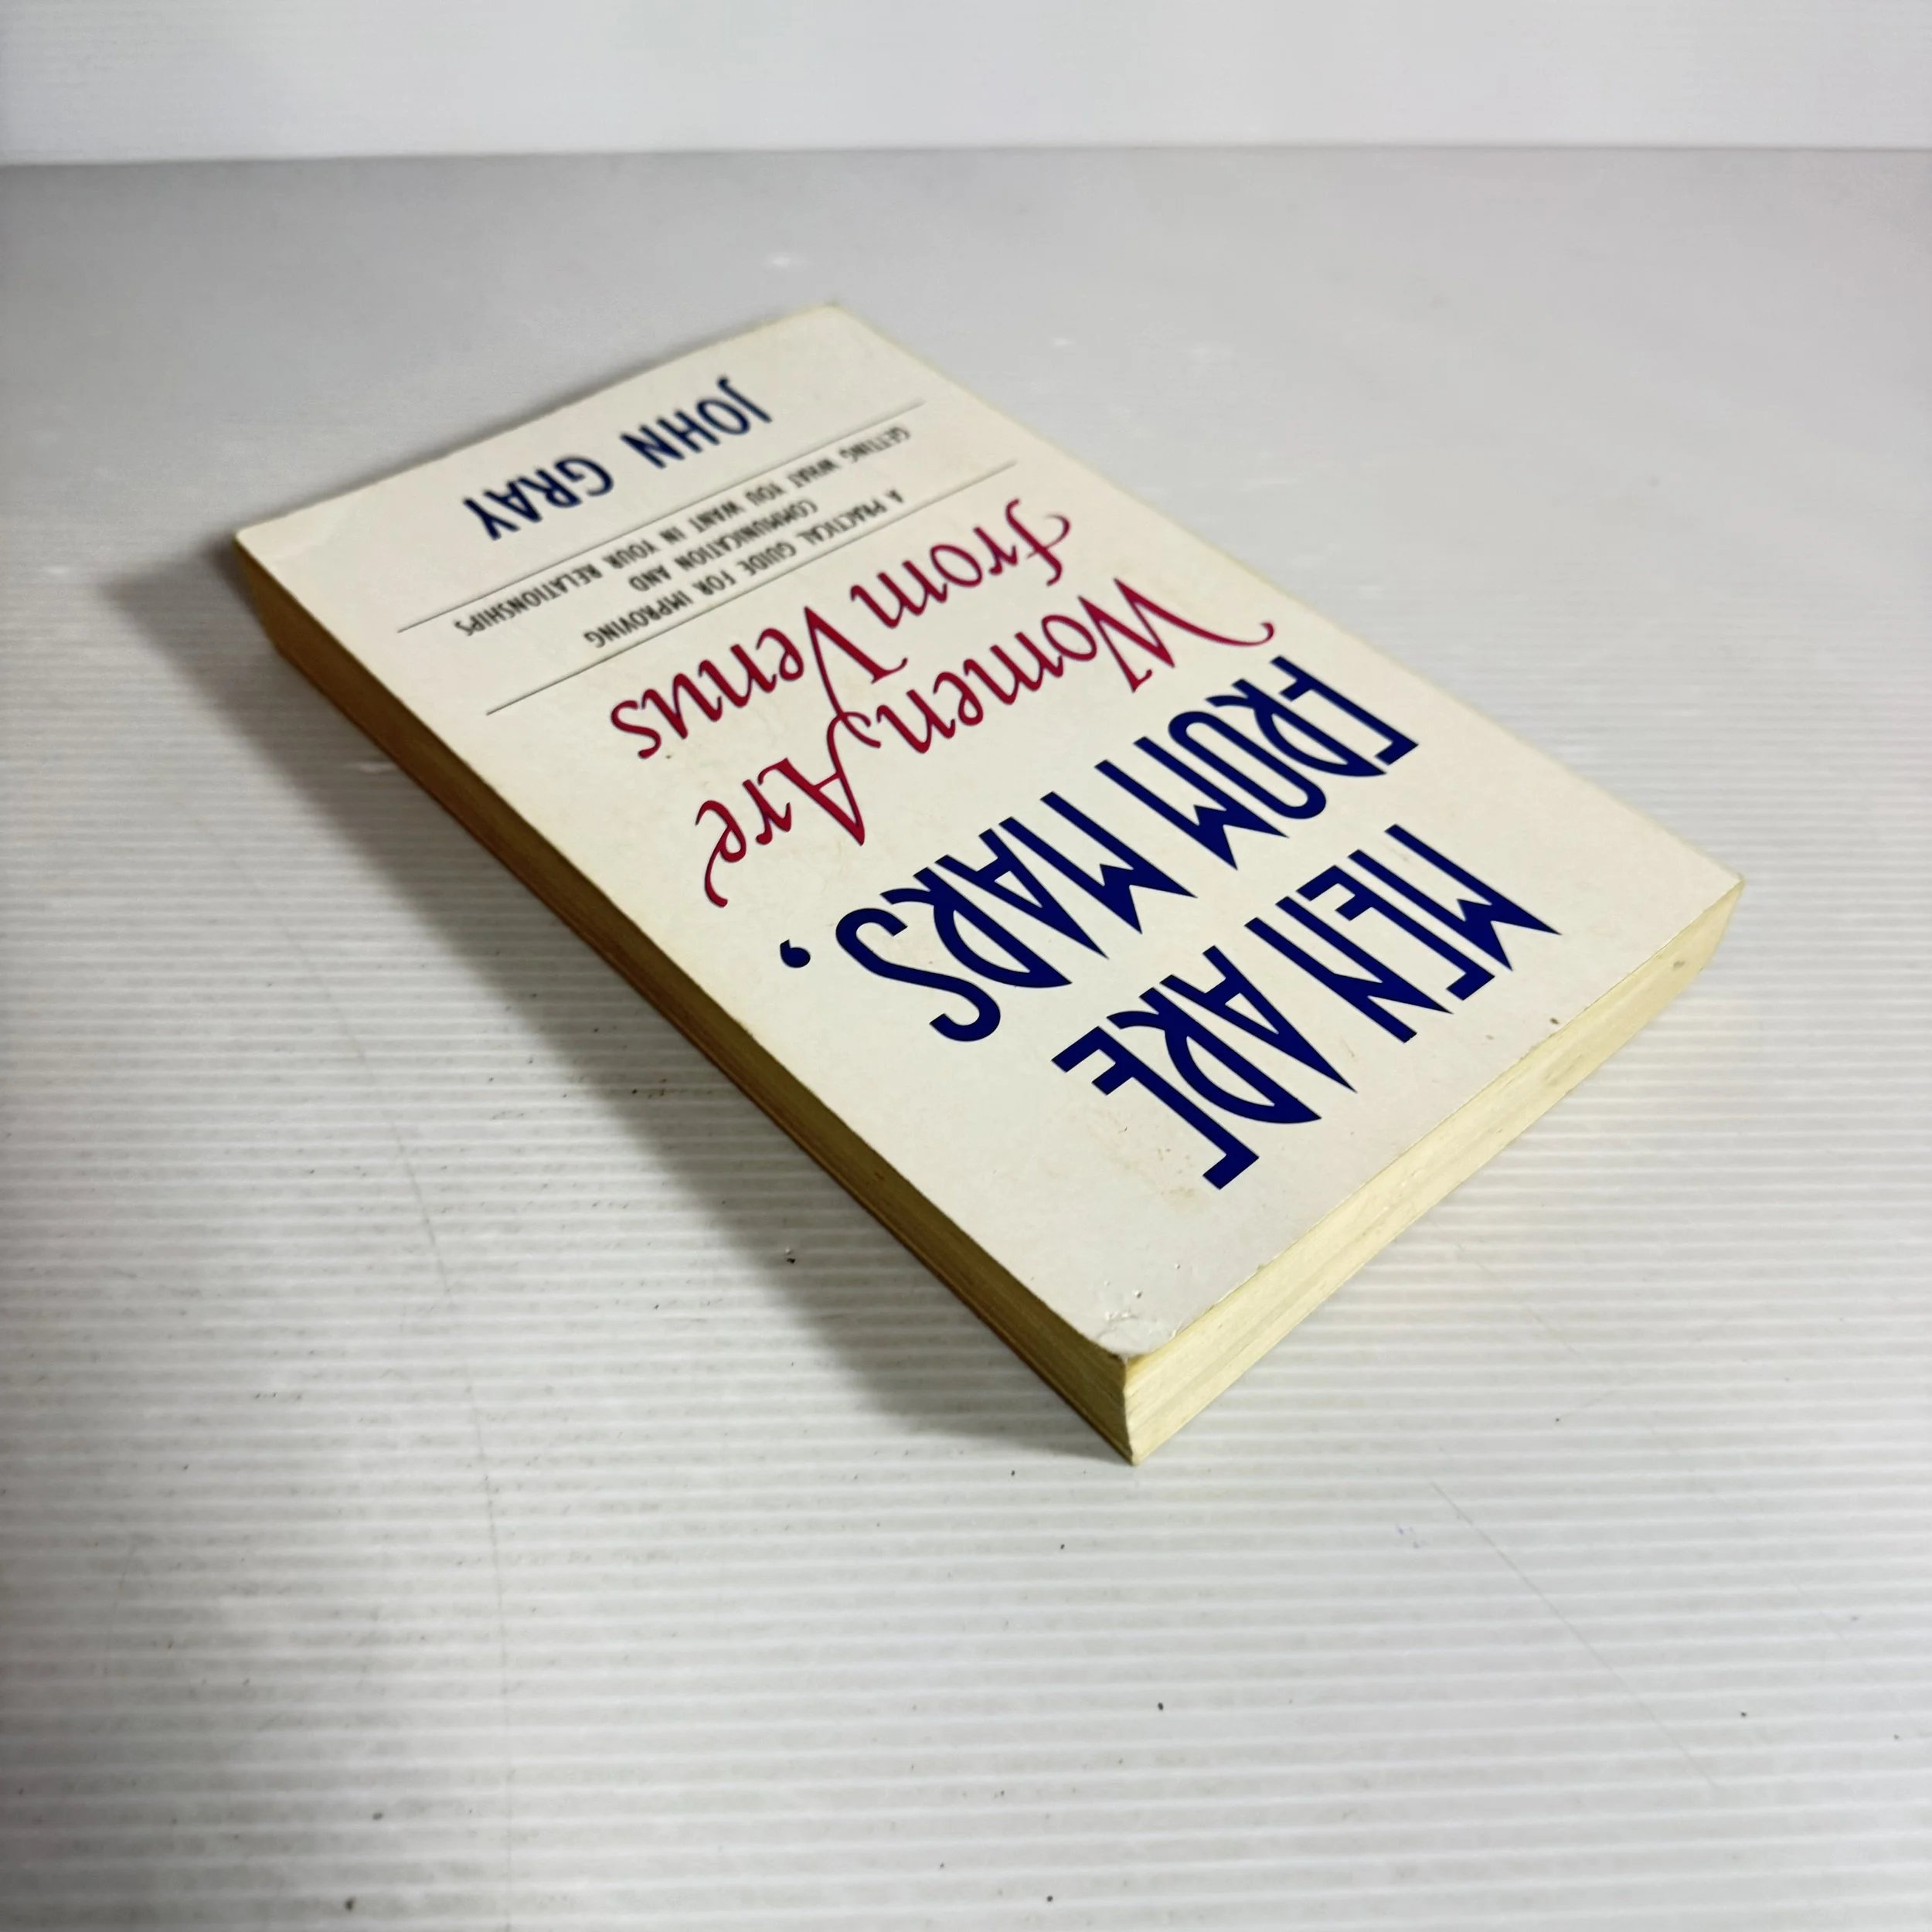 MEN ARE
FROM MARS,
Women Are
from Venus
A PRACTICAL GUIDE FOR IMPROVING
COMMUNICATION AND
GETTING WHAT YOU WANT IN YOUR RELATIONSHIPS
JOHN GRAY